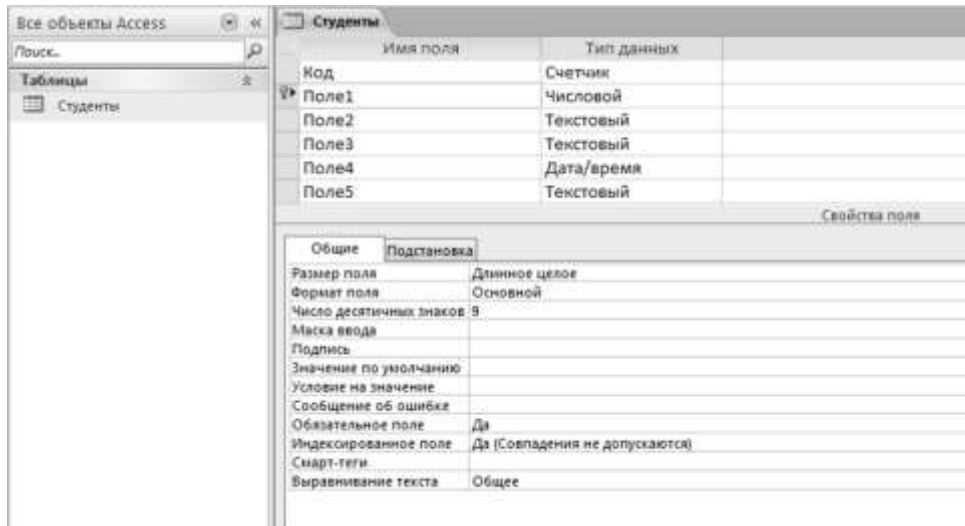 Все объекты Access
Поиск...
Таблицы
Студенты
Студенты
Имя поля Тип данных
Код Счетчик
Поле1 Числовой
Поле2 Текстовый
Поле3 Текстовый
Поле4 Дата/время
Поле5 Текстовый
Свойства поля
Общие Подстановка
Размер поля Длинное целое
Формат поля Основной
Число десятичных знаков 9
Маска ввода
Подпись
Значение по умолчанию
Условие на значение
Сообщение об ошибке
Обязательное поле Да
Индексированное поле Да (Совпадения не допускаются)
Смарт-теги
Выравнивание текста Общее